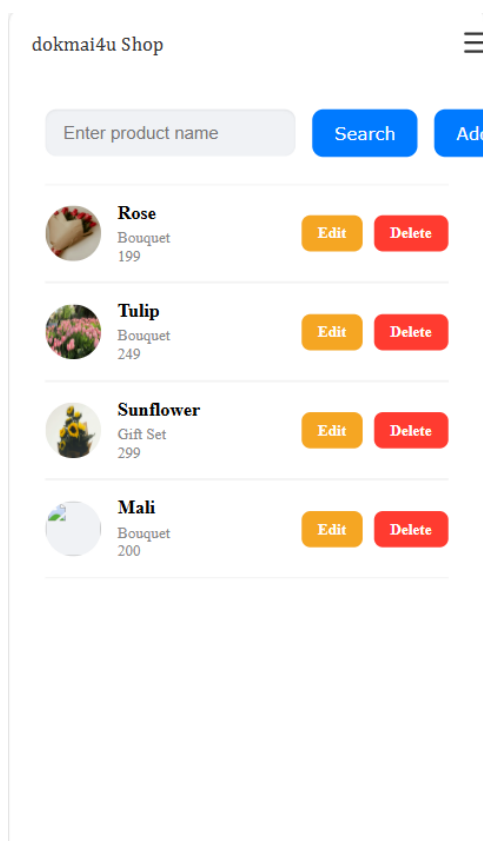 dokmai4u Shop
Enter product name Search Add
Rose
Bouquet
199
Edit Delete
Tulip
Bouquet
249
Edit Delete
Sunflower
Gift Set
299
Edit Delete
Mali
Bouquet
200
Edit Delete